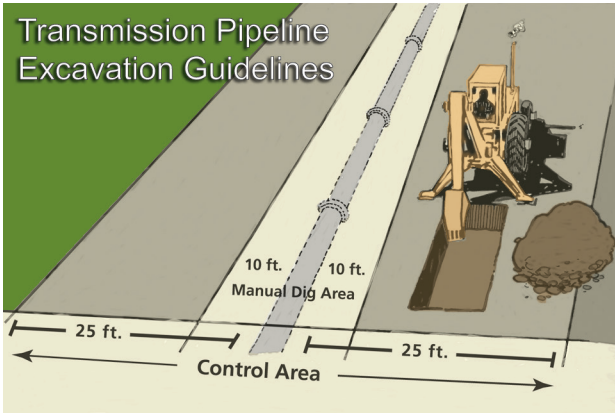 Transmission Pipeline
Excavation Guidelines
10 ft. 10 ft.
Manual Dig Area
25 ft. 25 ft.
Control Area